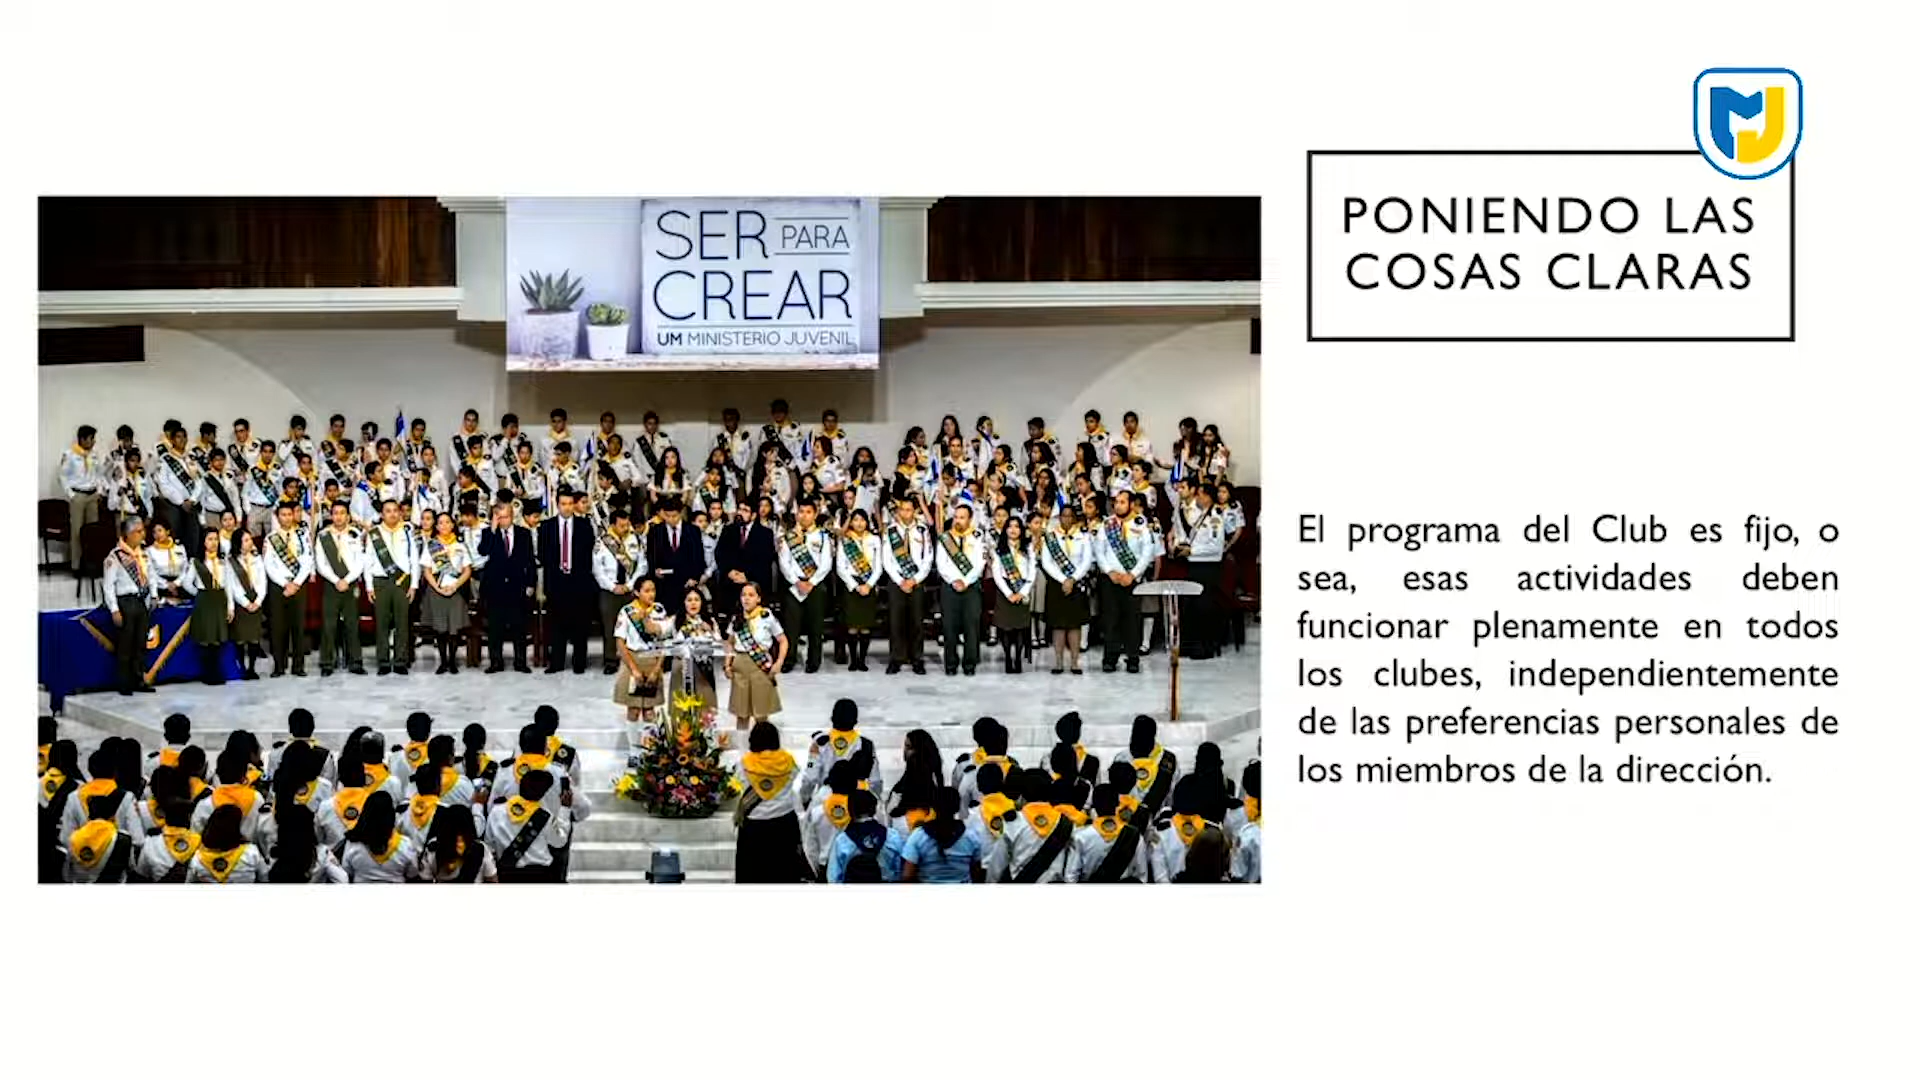 SER PARA
CREAR
UM MINISTERIO JUVENIL
MJ
PONIENDO LAS
COSAS CLARAS
El programa del Club es fijo, o
sea, esas actividades deben
funcionar plenamente en todos
los clubes, independientemente
de las preferencias personales de
los miembros de la dirección.